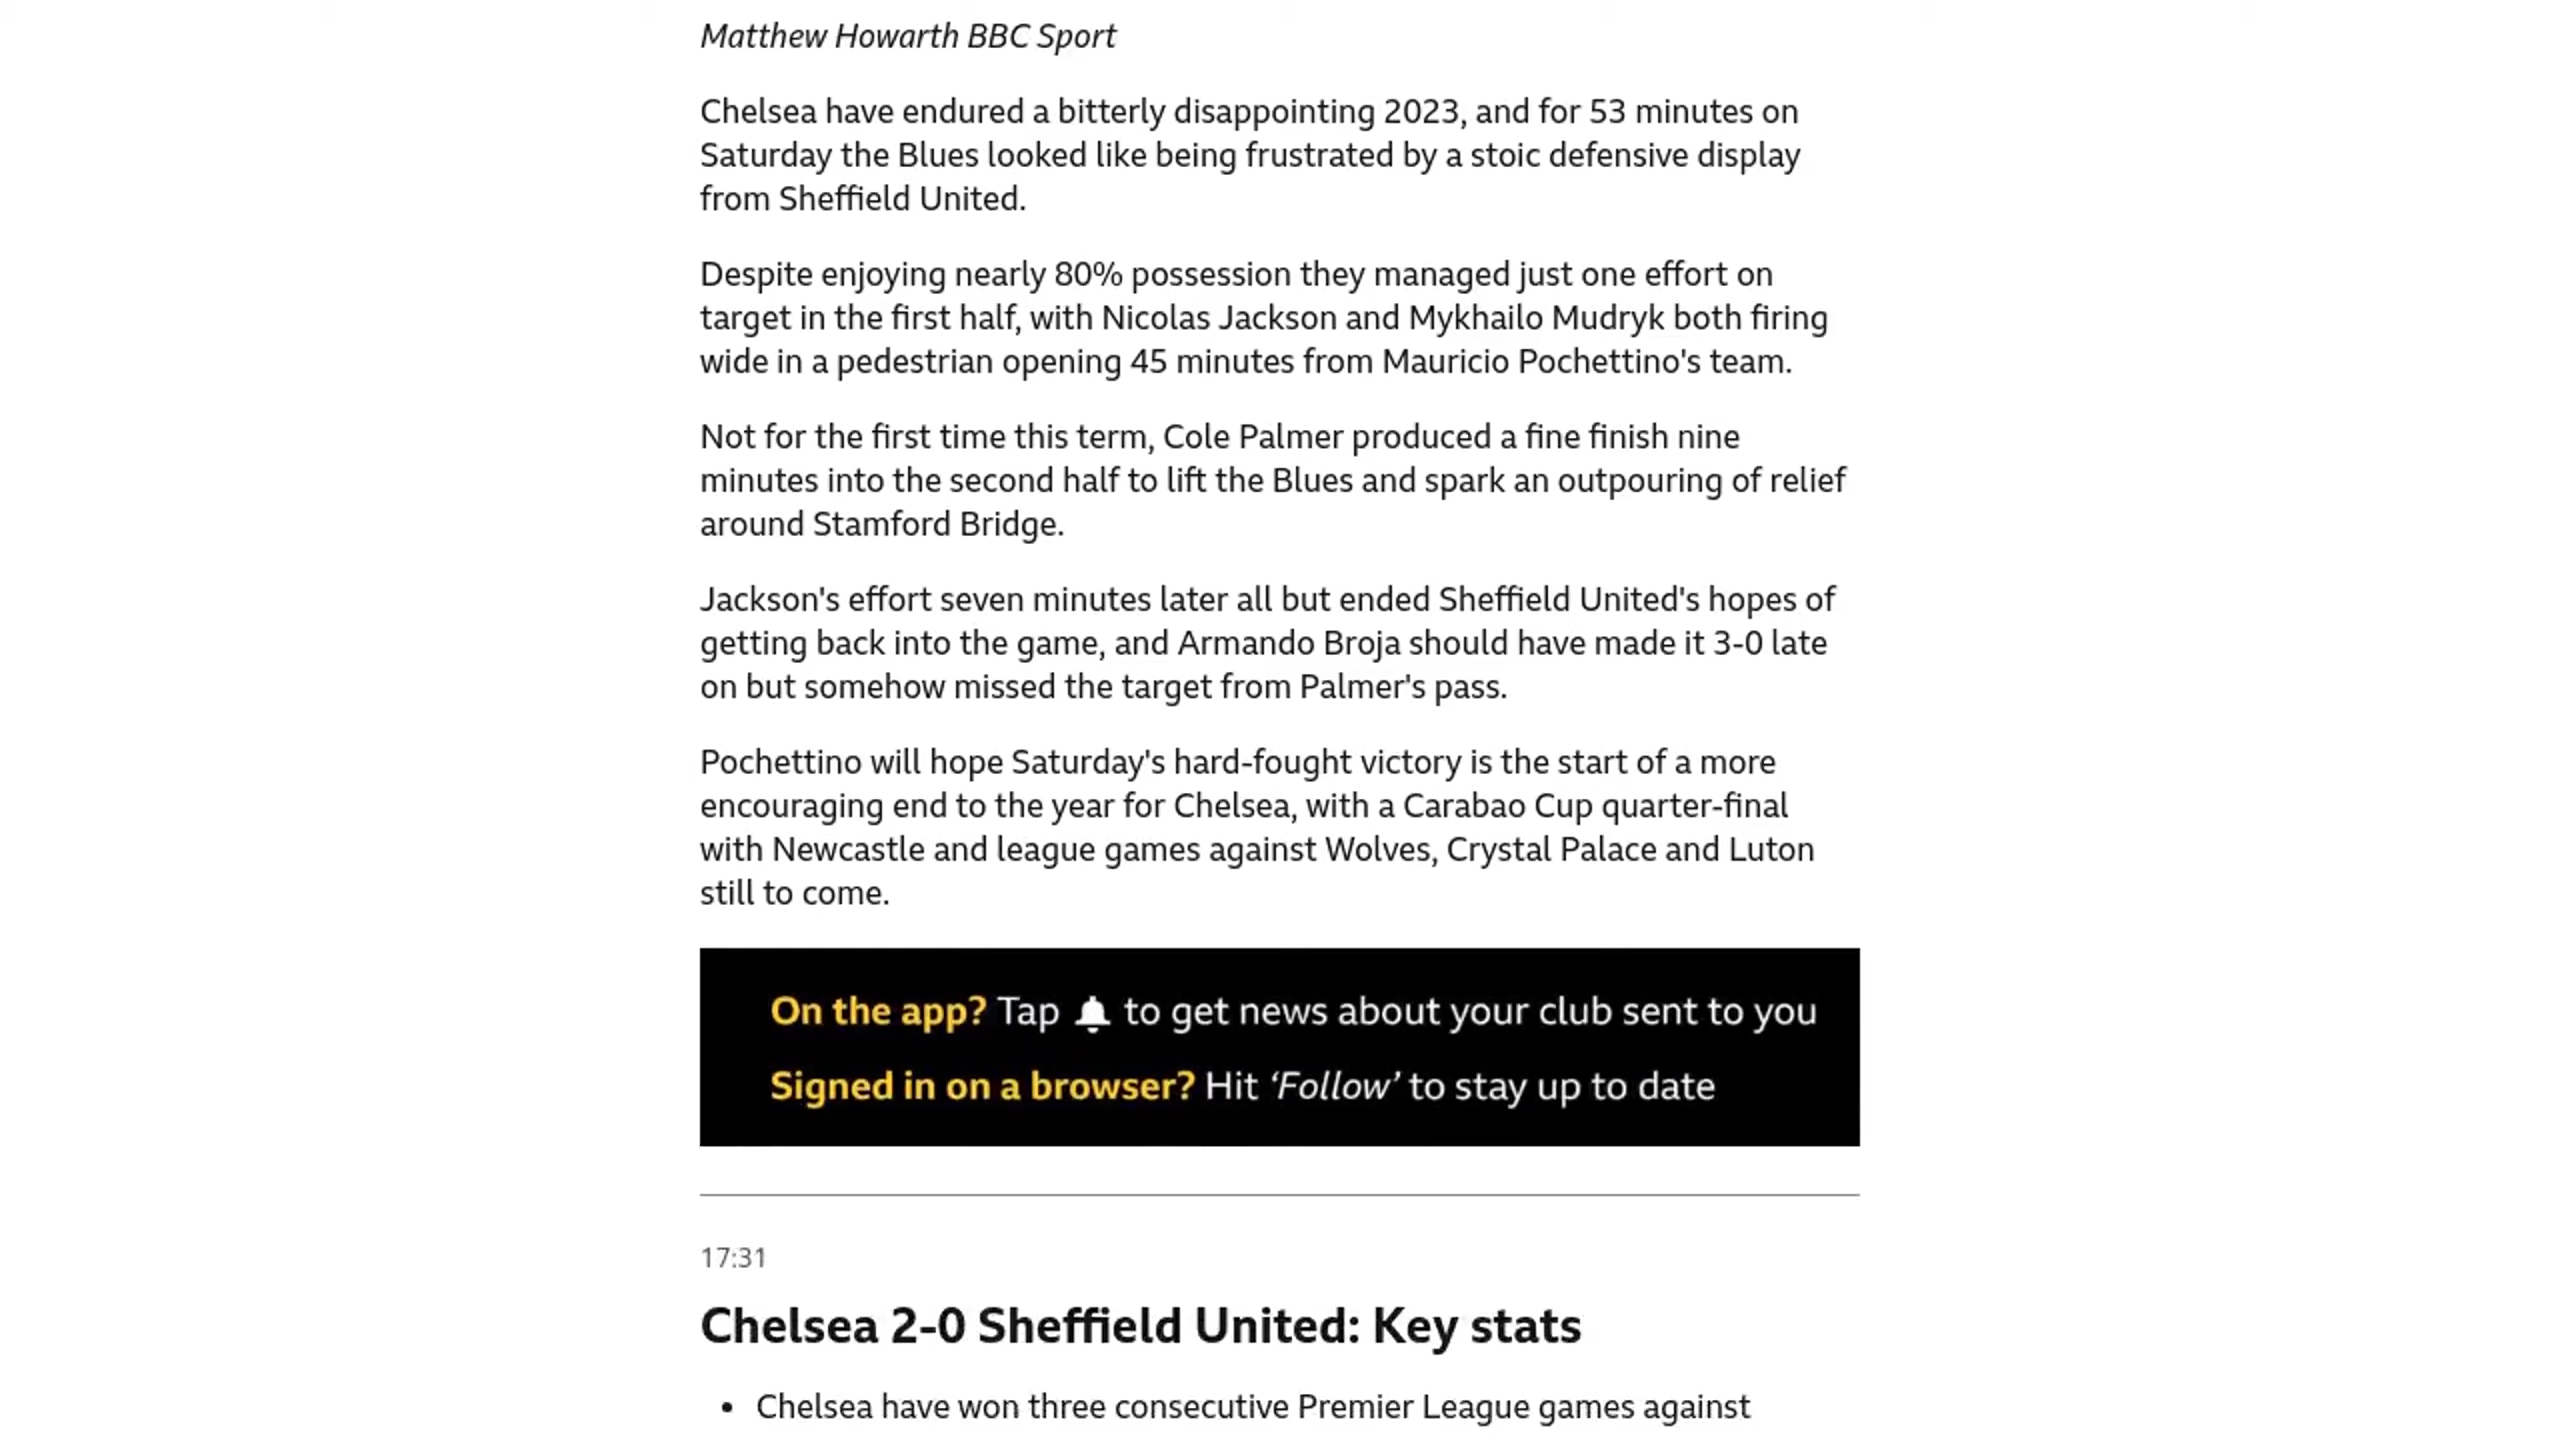 Matthew Howarth BBC Sport
Chelsea have endured a bitterly disappointing 2023, and for 53 minutes on
Saturday the Blues looked like being frustrated by a stoic defensive display
from Sheffield United.
Despite enjoying nearly 80% possession they managed just one effort on
target in the first half, with Nicolas Jackson and Mykhailo Mudryk both firing
wide in a pedestrian opening 45 minutes from Mauricio Pochettino's team.
Not for the first time this term, Cole Palmer produced a fine finish nine
minutes into the second half to lift the Blues and spark an outpouring of relief
around Stamford Bridge.
Jackson's effort seven minutes later all but ended Sheffield United's hopes of
getting back into the game, and Armando Broja should have made it 3-0 late
on but somehow missed the target from Palmer's pass.
Pochettino will hope Saturday's hard-fought victory is the start of a more
encouraging end to the year for Chelsea, with a Carabao Cup quarter-final
with Newcastle and league games against Wolves, Crystal Palace and Luton
still to come.
On the app? Tap to get news about your club sent to you
Signed in on a browser? Hit ‘Follow’ to stay up to date
17:31
Chelsea 2-0 Sheffield United: Key stats
• Chelsea have won three consecutive Premier League games against